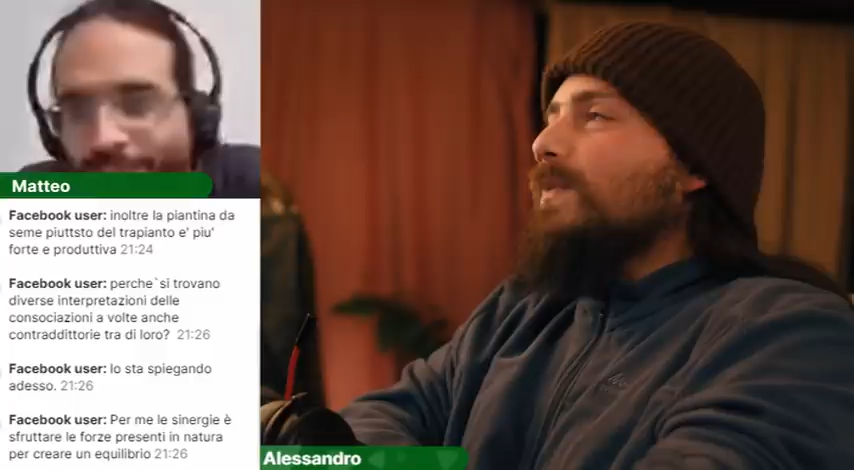 Matteo
Facebook user: inoltre la piantina da
seme piuttsto del trapianto e' piu'
forte e produttiva 21:24
Facebook user: perche`si trovano
diverse interpretazioni delle
consociazioni a volte anche
contraddittorie tra di loro? 21:26
Facebook user: lo sta spiegando
adesso. 21:26
Facebook user: Per me le sinergie è
sfruttare le forze presenti in natura
per creare un equilibrio 21:26
Alessandro